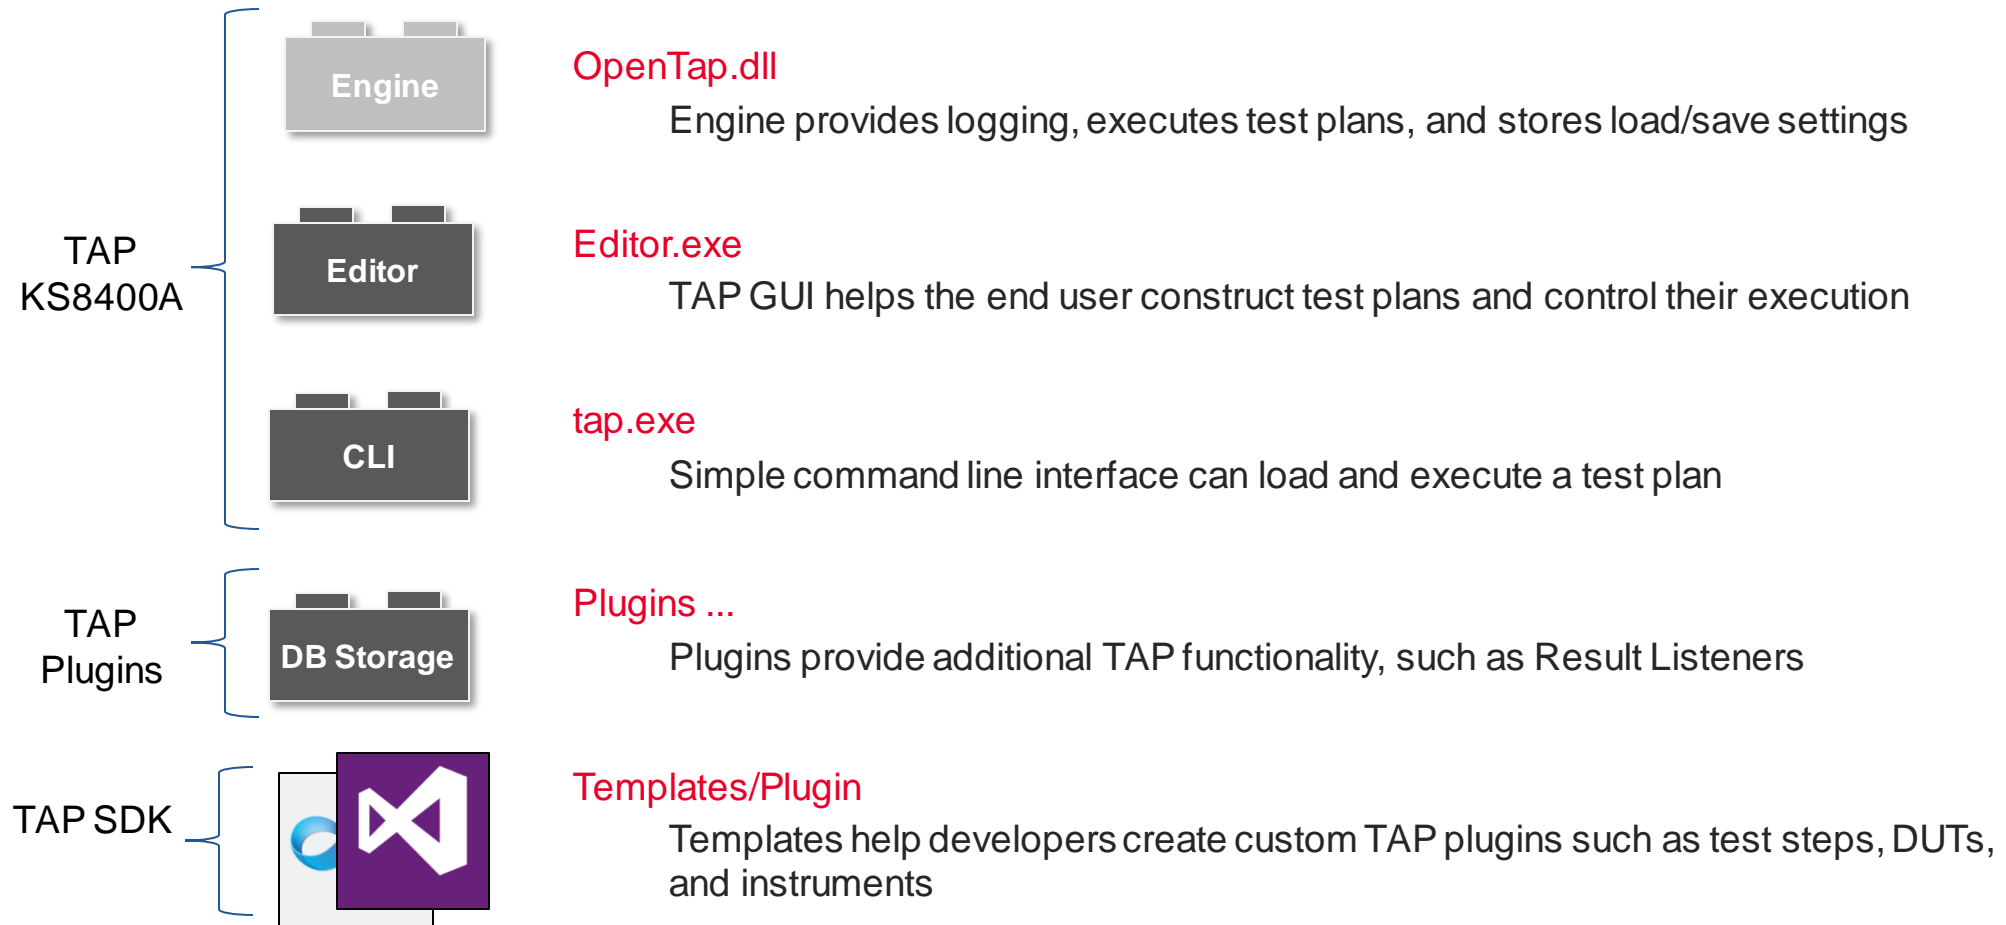 Engine
OpenTap.dll
Engine provides logging, executes test plans, and stores load/save settings
TAP
KS8400A
Editor
Editor.exe
TAP GUI helps the end user construct test plans and control their execution
CLI
tap.exe
Simple command line interface can load and execute a test plan
TAP
Plugins
DB Storage
Plugins ...
Plugins provide additional TAP functionality, such as Result Listeners
TAP SDK
Templates/Plugin
Templates help developers create custom TAP plugins such as test steps, DUTs,
and instruments